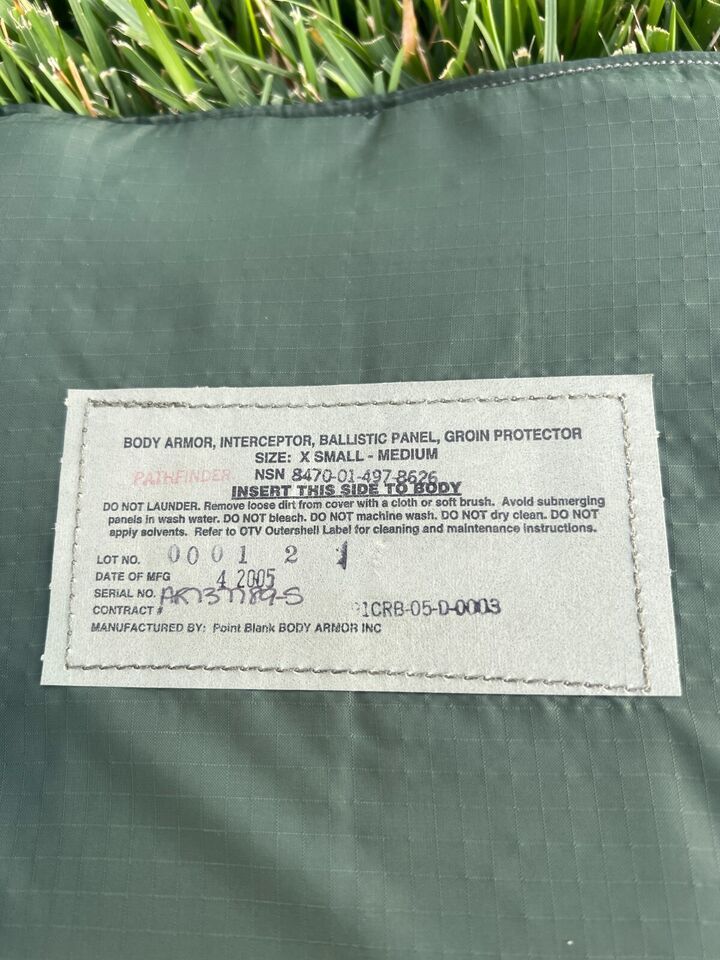 BODY ARMOR, INTERCEPTOR, BALLISTIC PANEL, GROIN PROTECTOR
SIZE: X SMALL - MEDIUM
PATHFINDER NSN 8470-01-497-8626
INSERT THIS SIDE TO BODY
DO NOT LAUNDER. Remove loose dirt from cover with a cloth or soft brush. Avoid submerging
panels in wash water. DO NOT bleach. DO NOT machine wash. DO NOT dry clean. DO NOT
apply solvents. Refer to OTV Outershell Label for cleaning and maintenance instructions.
LOT NO. 0001 2
DATE OF MFG 4 2005
SERIAL NO.
CONTRACT # 1CRB-05-D-0003
MANUFACTURED BY: Point Blank BODY ARMOR INC